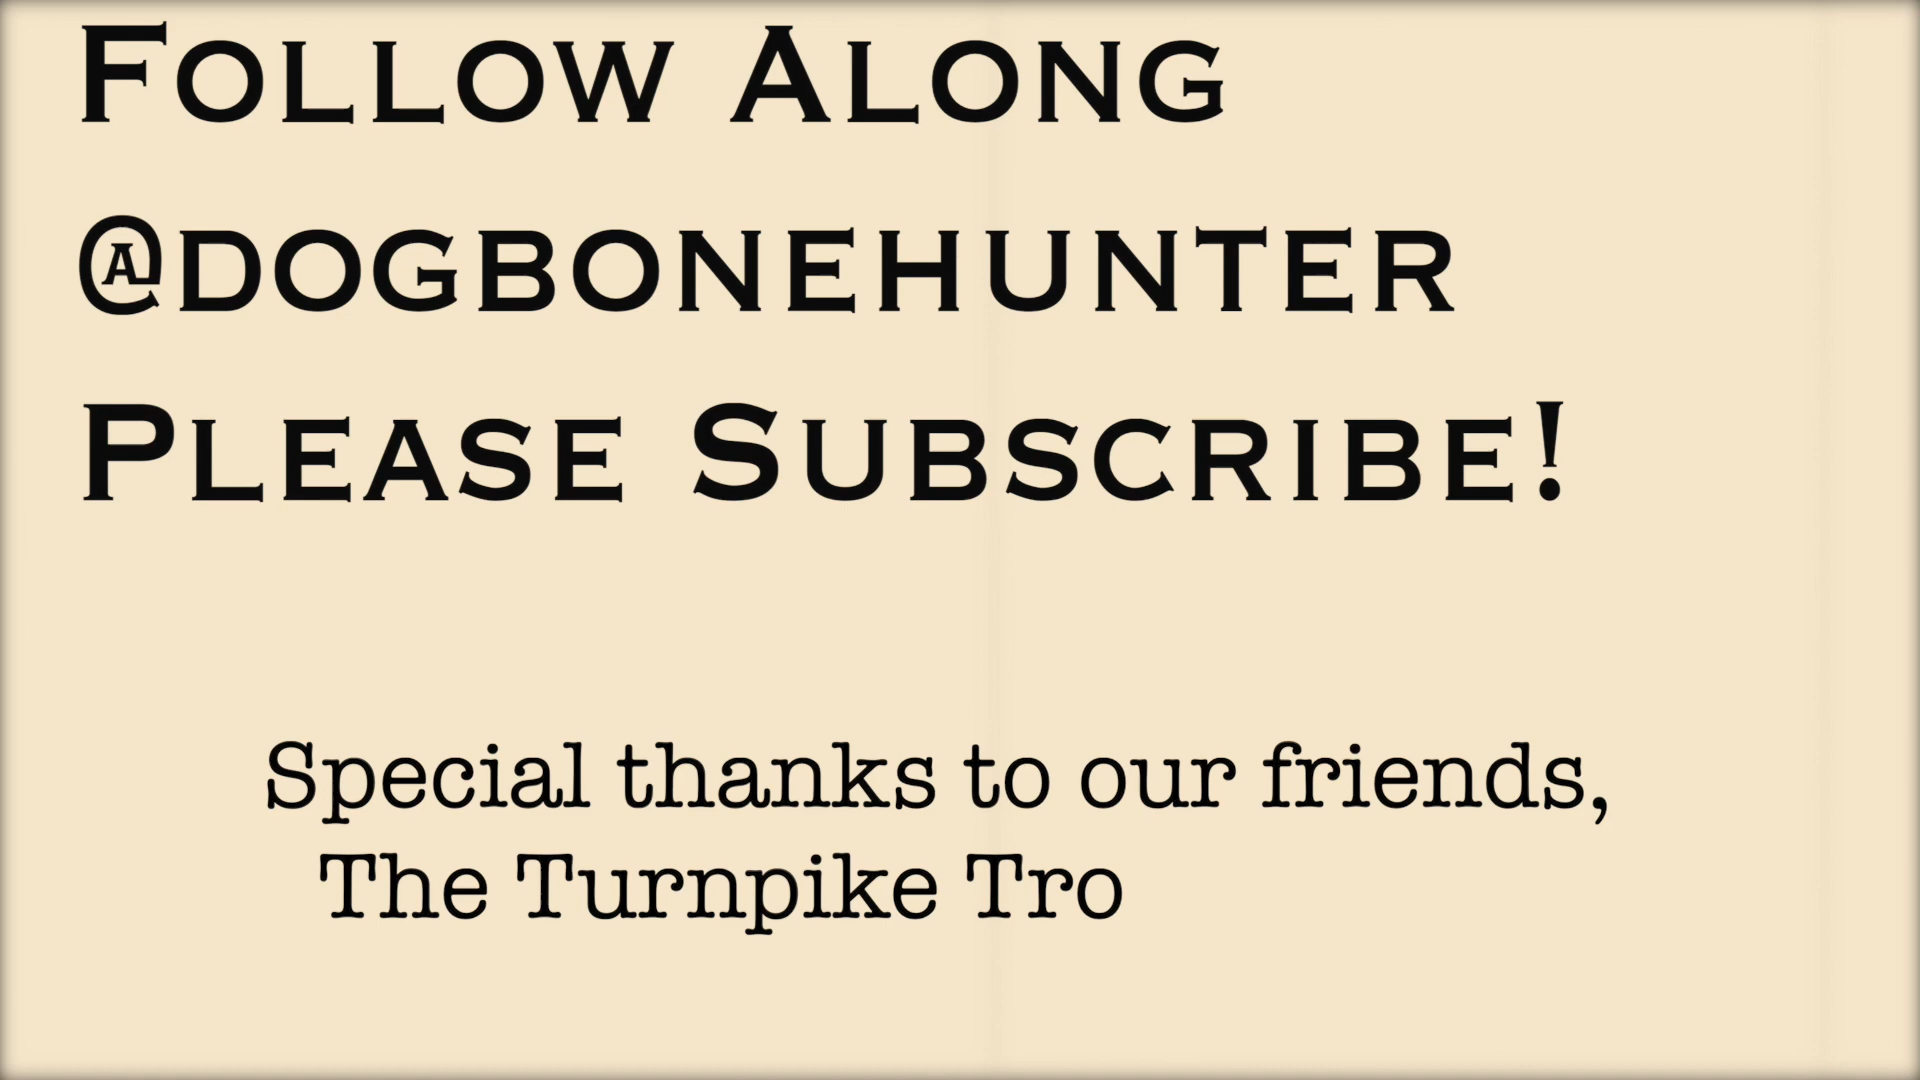 Follow Along
@dogbonehunter
Please Subscribe!
Special thanks to our friends,
The Turnpike Tro